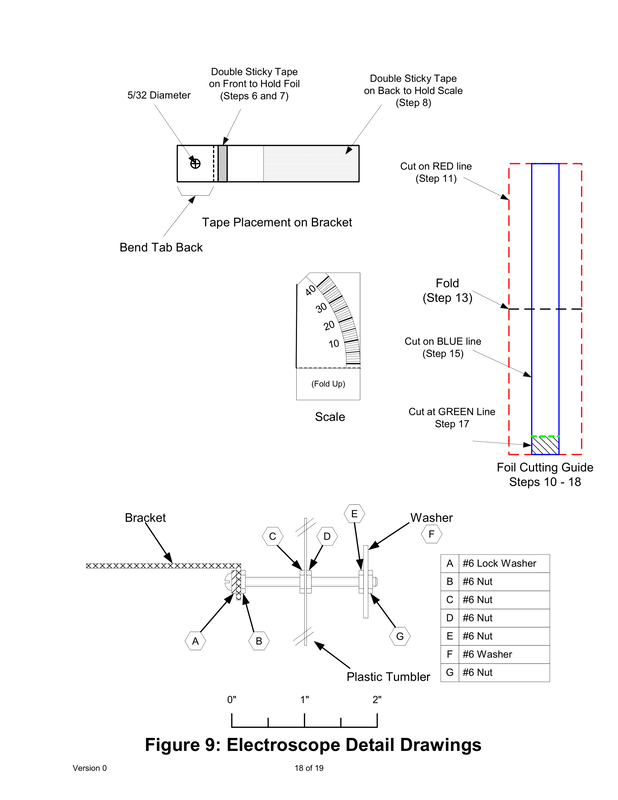 Double Sticky Tape
on Front to Hold Foil
(Steps 6 and 7)
Double Sticky Tape
on Back to Hold Scale
(Step 8)
5/32 Diameter
Tape Placement on Bracket
Bend Tab Back
Cut on RED line
(Step 11)
Fold
(Step 13)
Cut on BLUE line
(Step 15)
Cut at GREEN Line
Step 17
Foil Cutting Guide
Steps 10 - 18
40
30
20
10
(Fold Up)
Scale
Bracket
C
D
E
Washer
F
A
B
G
Plastic Tumbler
A #6 Lock Washer
B #6 Nut
C #6 Nut
D #6 Nut
E #6 Nut
F #6 Washer
G #6 Nut
0" 1" 2"
Figure 9: Electroscope Detail Drawings
Version 0 18 of 19